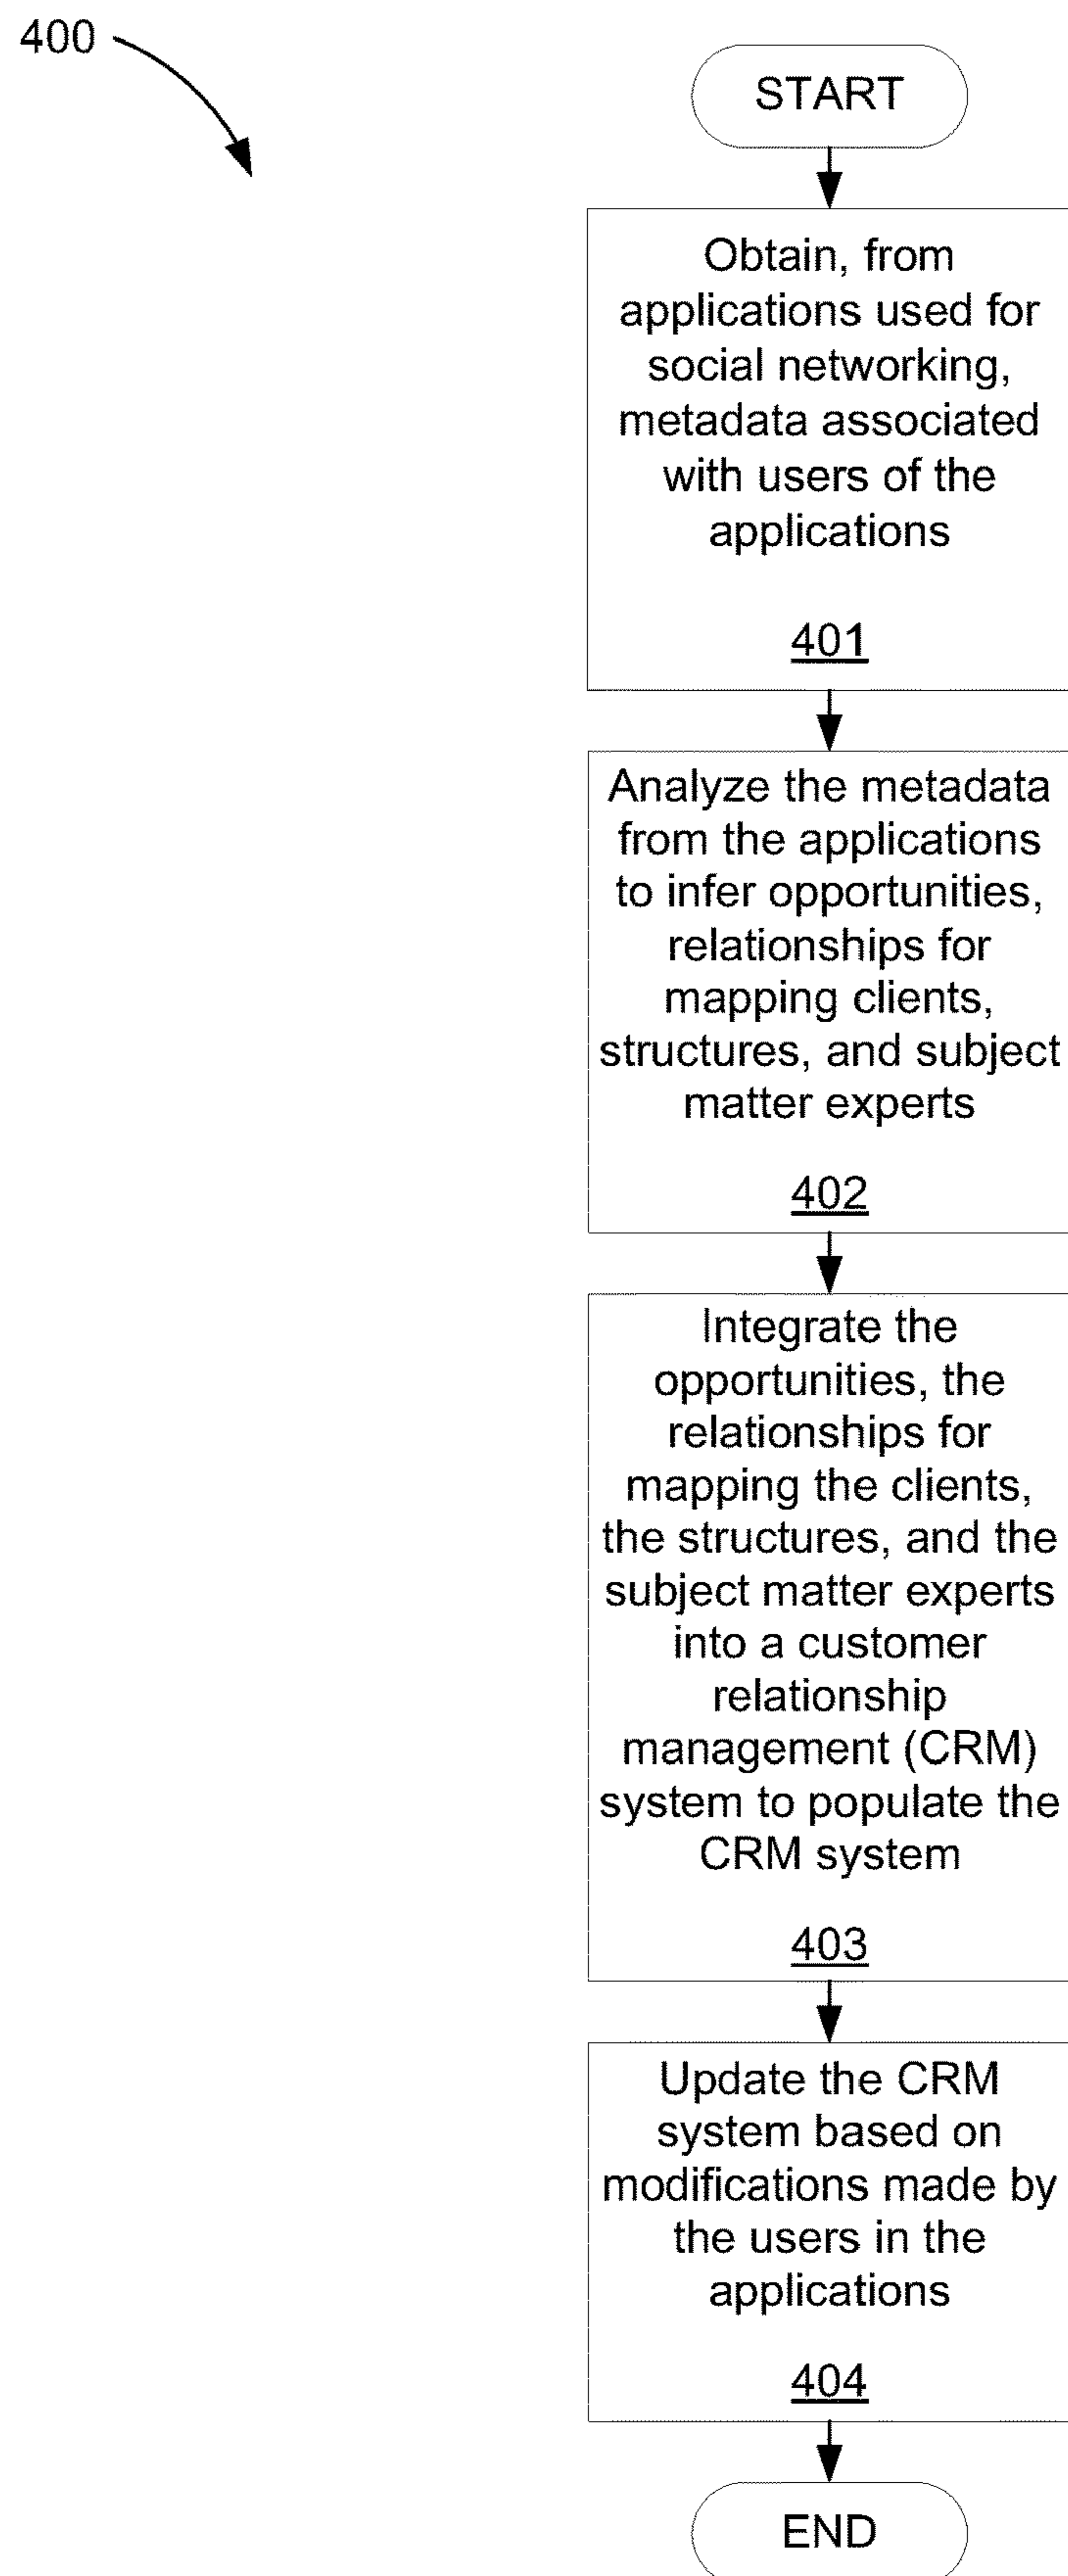 400
START
Obtain, from
applications used for
social networking,
metadata associated
with users of the
applications
401
Analyze the metadata
from the applications
to infer opportunities,
relationships for
mapping clients,
structures, and subject
matter experts
402
Integrate the
opportunities, the
relationships for
mapping the clients,
the structures, and the
subject matter experts
into a customer
relationship
management (CRM)
system to populate the
CRM system
403
Update the CRM
system based on
modifications made by
the users in the
applications
404
END